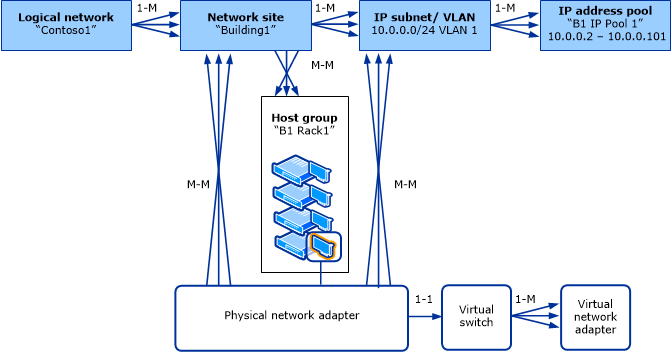 Logical network
“Contoso1”
1-M
Network site
“Building1”
1-M
IP subnet/ VLAN
10.0.0.0/24 VLAN 1
1-M
IP address pool
“B1 IP Pool 1”
10.0.0.2 – 10.0.0.101
M-M
Host group
“B1 Rack1”
M-M
M-M
Physical network adapter
1-1
Virtual
switch
1-M
Virtual
network
adapter